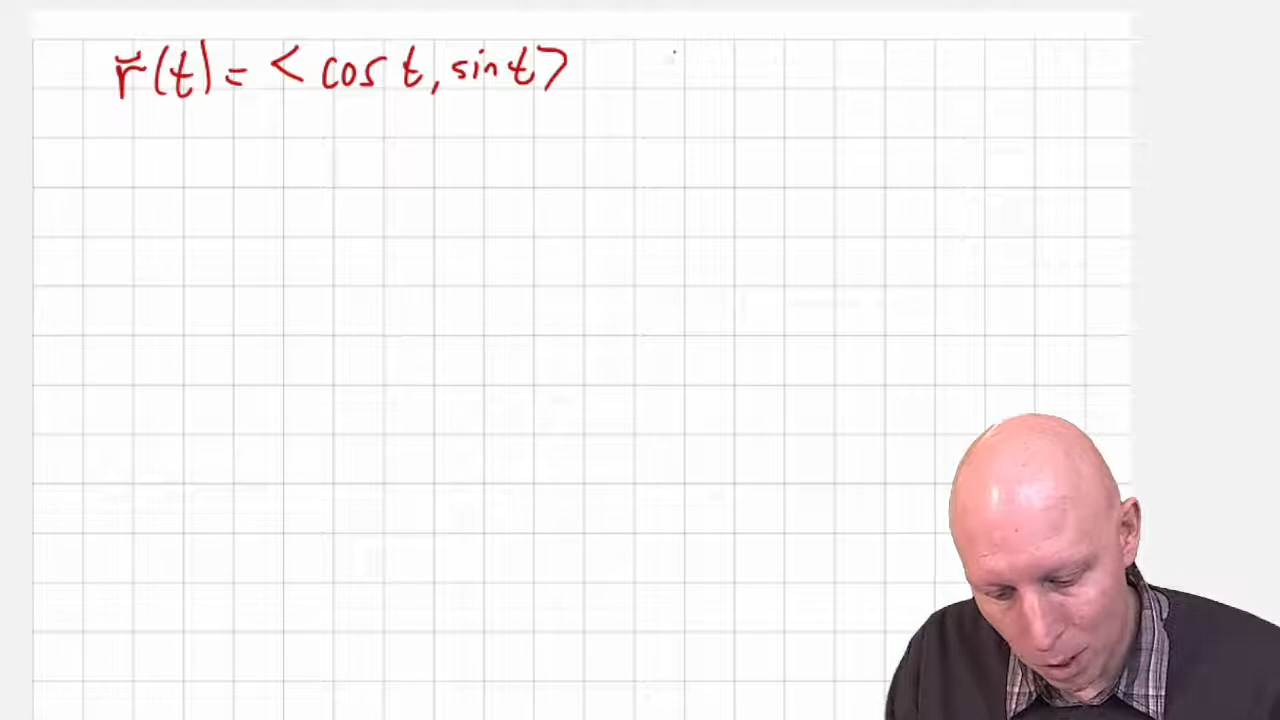 r⃗(t) = < cos t, sin t>